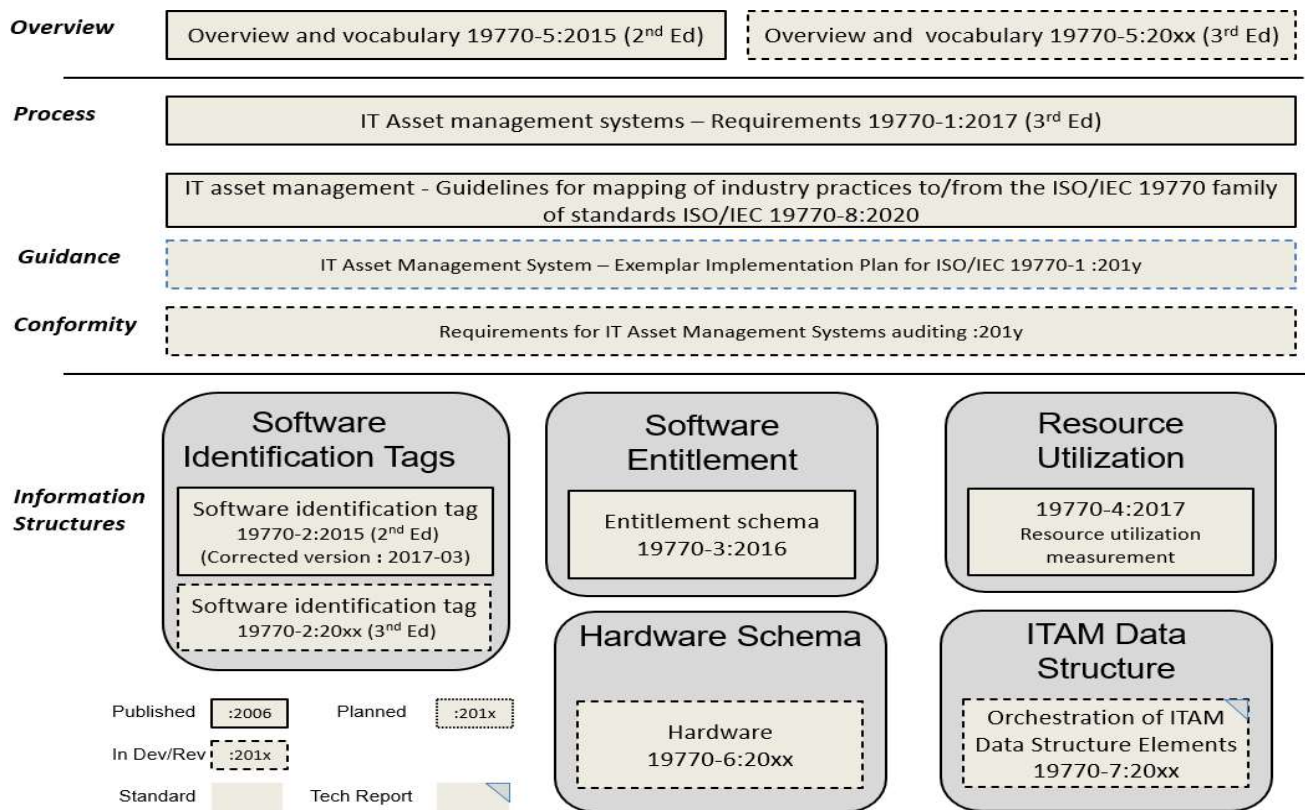 Overview
Overview and vocabulary 19770-5:2015 (2nd Ed)
Overview and vocabulary 19770-5:20xx (3rd Ed)
Process
IT Asset management systems – Requirements 19770-1:2017 (3rd Ed)
IT asset management - Guidelines for mapping of industry practices to/from the ISO/IEC 19770 family
of standards ISO/IEC 19770-8:2020
Guidance
IT Asset Management System – Exemplar Implementation Plan for ISO/IEC 19770-1 :201y
Conformity
Requirements for IT Asset Management Systems auditing :201y
Information
Structures
Software
Identification Tags
Software identification tag
19770-2:2015 (2nd Ed)
(Corrected version : 2017-03)
Software identification tag
19770-2:20xx (3nd Ed)
Software
Entitlement
Entitlement schema
19770-3:2016
Resource
Utilization
19770-4:2017
Resource utilization
measurement
Hardware Schema
Hardware
19770-6:20xx
ITAM Data
Structure
Orchestration of ITAM
Data Structure Elements
19770-7:20xx
Published :2006 Planned :201x
In Dev/Rev :201x
Standard Tech Report